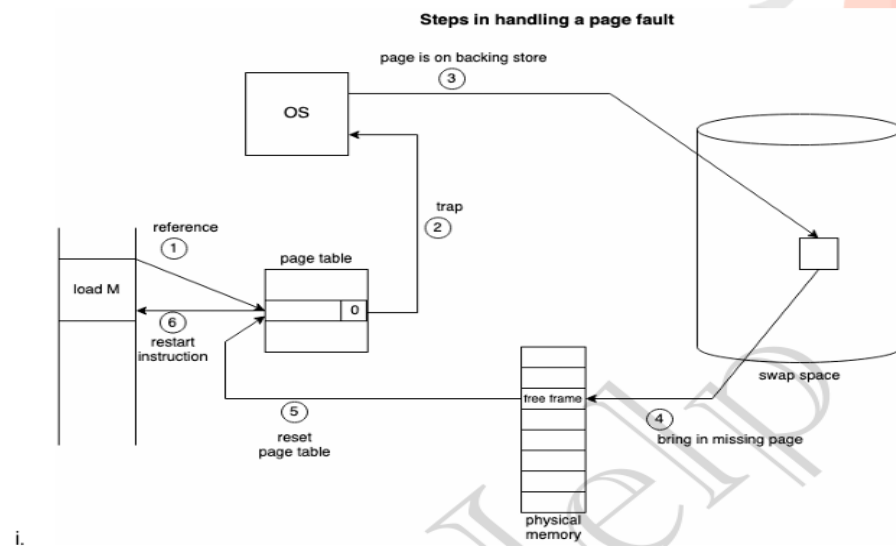 Steps in handling a page fault
page is on backing store
3
OS
trap
2
reference
1
page table
load M
0
6
restart
instruction
swap space
free frame
5
reset
page table
4
bring in missing page
physical
memory
i.
Help